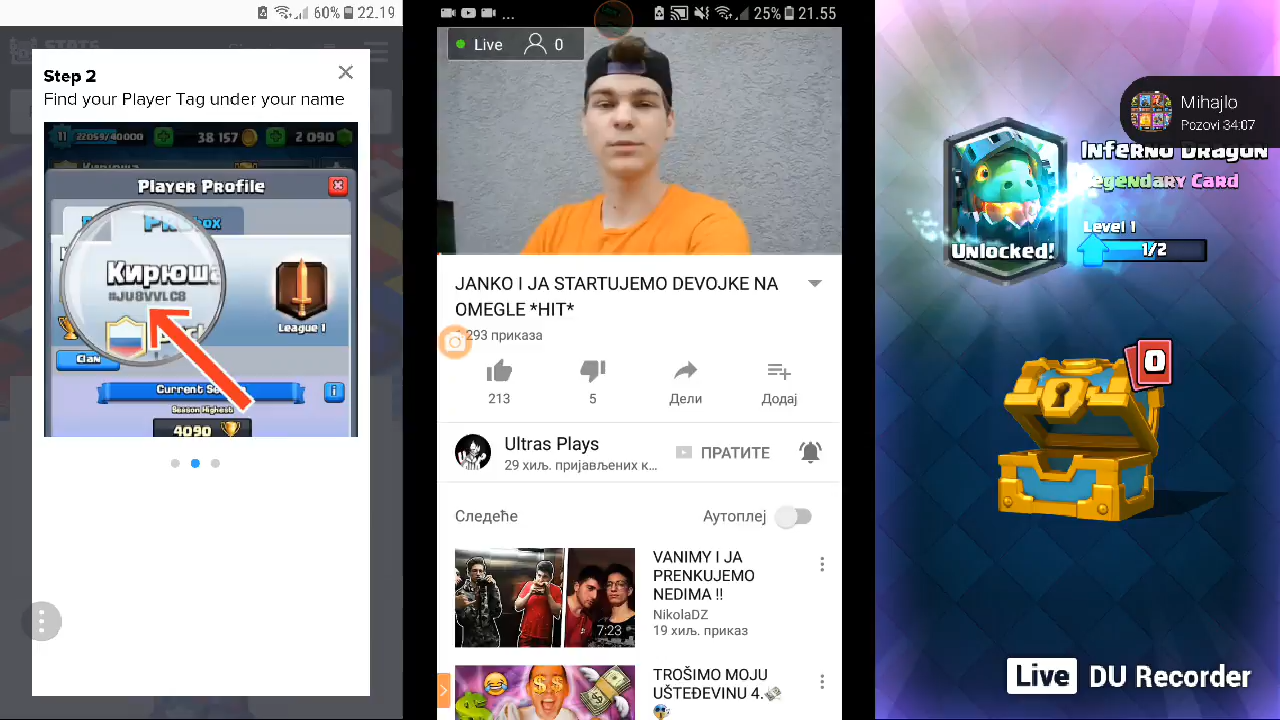 60% 22.19
Step 2
Find your Player Tag under your name
11 22059/40000 38 157 2 090
Player Profile
Кирюша
League 1
Clan
Season Highest
4090
... 25% 21.55
Live 0
JANKO I JA STARTUJEMO DEVOJKE NA
OMEGLE *HIT*
293 приказа
213 5 Дели Додај
Ultras Plays
29 хиљ. пријављених к... ПРАТИТЕ
Следеће Аутоплеј
VANIMY I JA
PRENKUJEMO
NEDIMA !!
NikolaDZ
19 хиљ. приказ
7:23
TROŠIMO MOJU
UŠTEĐEVINU 4.
Mihajlo
Pozovi 34:07
Inferno Dragon
Legendary Card
Level 1
Unlocked! 1/2
0
Live DU Recorder